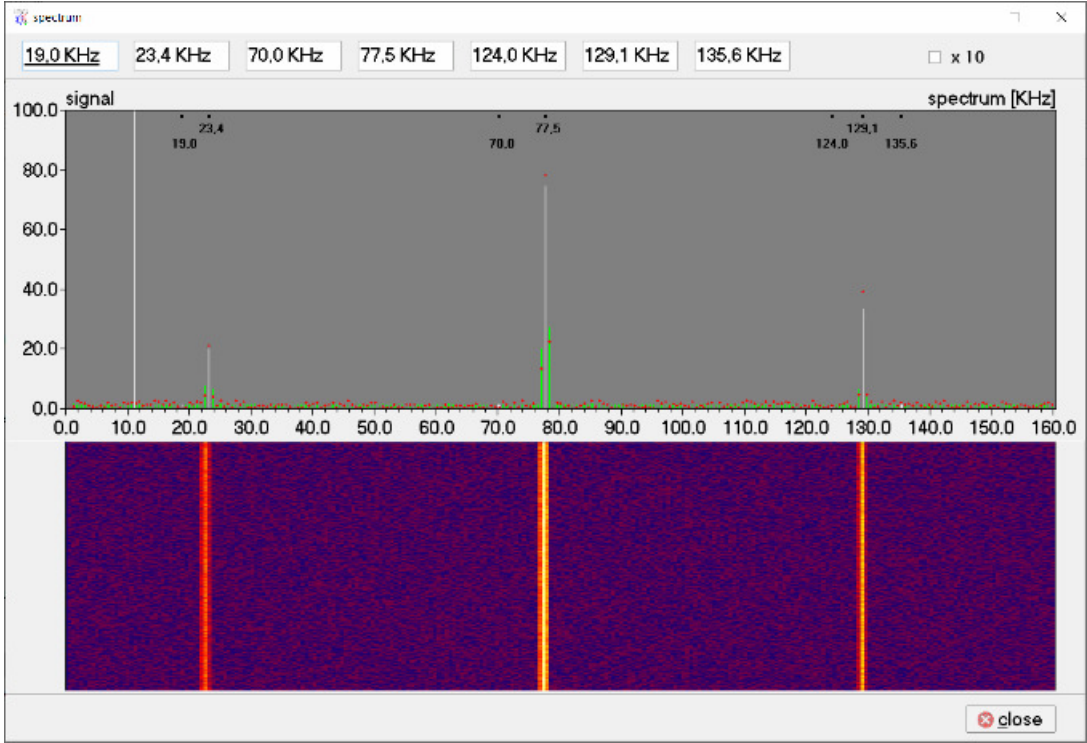 spectrum
19,0 KHz 23,4 KHz 70,0 KHz 77,5 KHz 124,0 KHz 129,1 KHz 135,6 KHz x 10
signal spectrum [KHz]
100.0
23,4 77,5 129,1
19.0 70.0 124.0 135.6
80.0
60.0
40.0
20.0
0.0
0.0 10.0 20.0 30.0 40.0 50.0 60.0 70.0 80.0 90.0 100.0 110.0 120.0 130.0 140.0 150.0 160.0
close